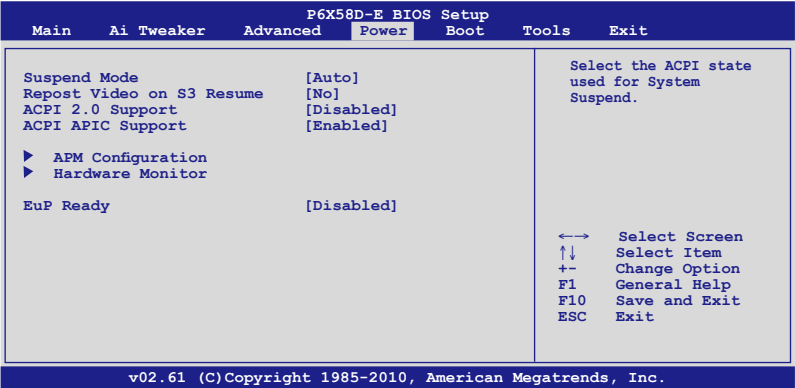 P6X58D-E BIOS Setup
Main Ai Tweaker Advanced Power Boot Tools Exit
Suspend Mode [Auto]
Repost Video on S3 Resume [No]
ACPI 2.0 Support [Disabled]
ACPI APIC Support [Enabled]
APM Configuration
Hardware Monitor
EuP Ready [Disabled]
Select the ACPI state
used for System
Suspend.
←→ Select Screen
↑↓ Select Item
+- Change Option
F1 General Help
F10 Save and Exit
ESC Exit
v02.61 (C)Copyright 1985-2010, American Megatrends, Inc.